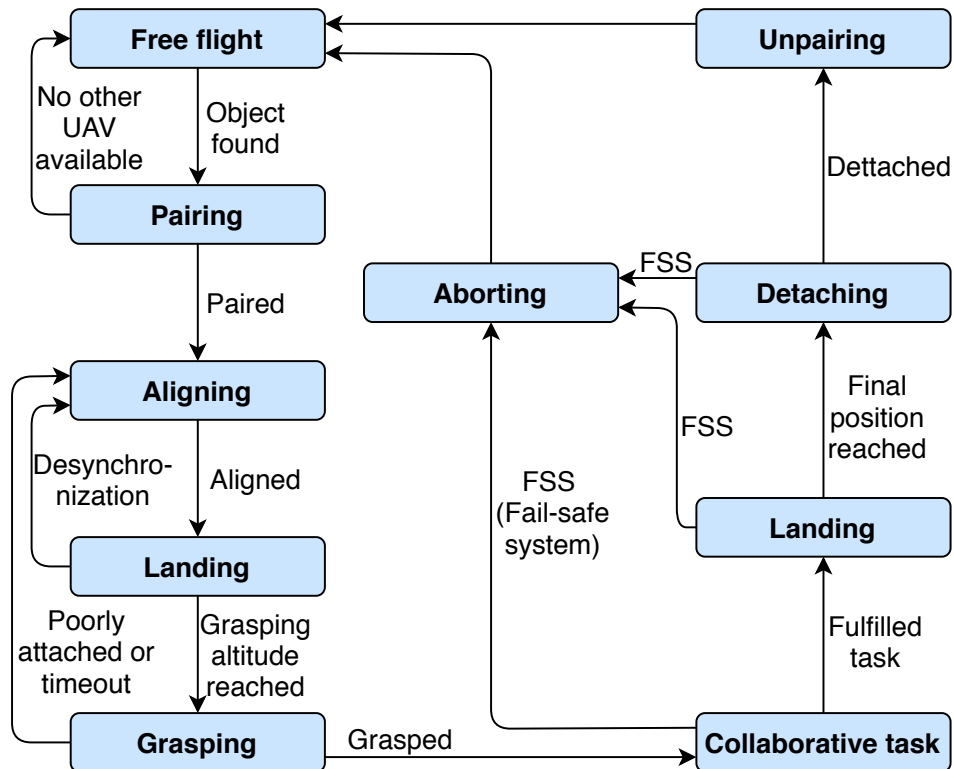 Free flight
Unpairing
No other
UAV
available
Object
found
Dettached
Pairing
FSS
Aborting
Detaching
Paired
Aligning
Final
position
reached
FSS
Desynchro-
nization
Aligned
FSS
(Fail-safe
system)
Landing
Landing
Poorly
attached or
timeout
Grasping
altitude
reached
Fulfilled
task
Grasping
Grasped
Collaborative task